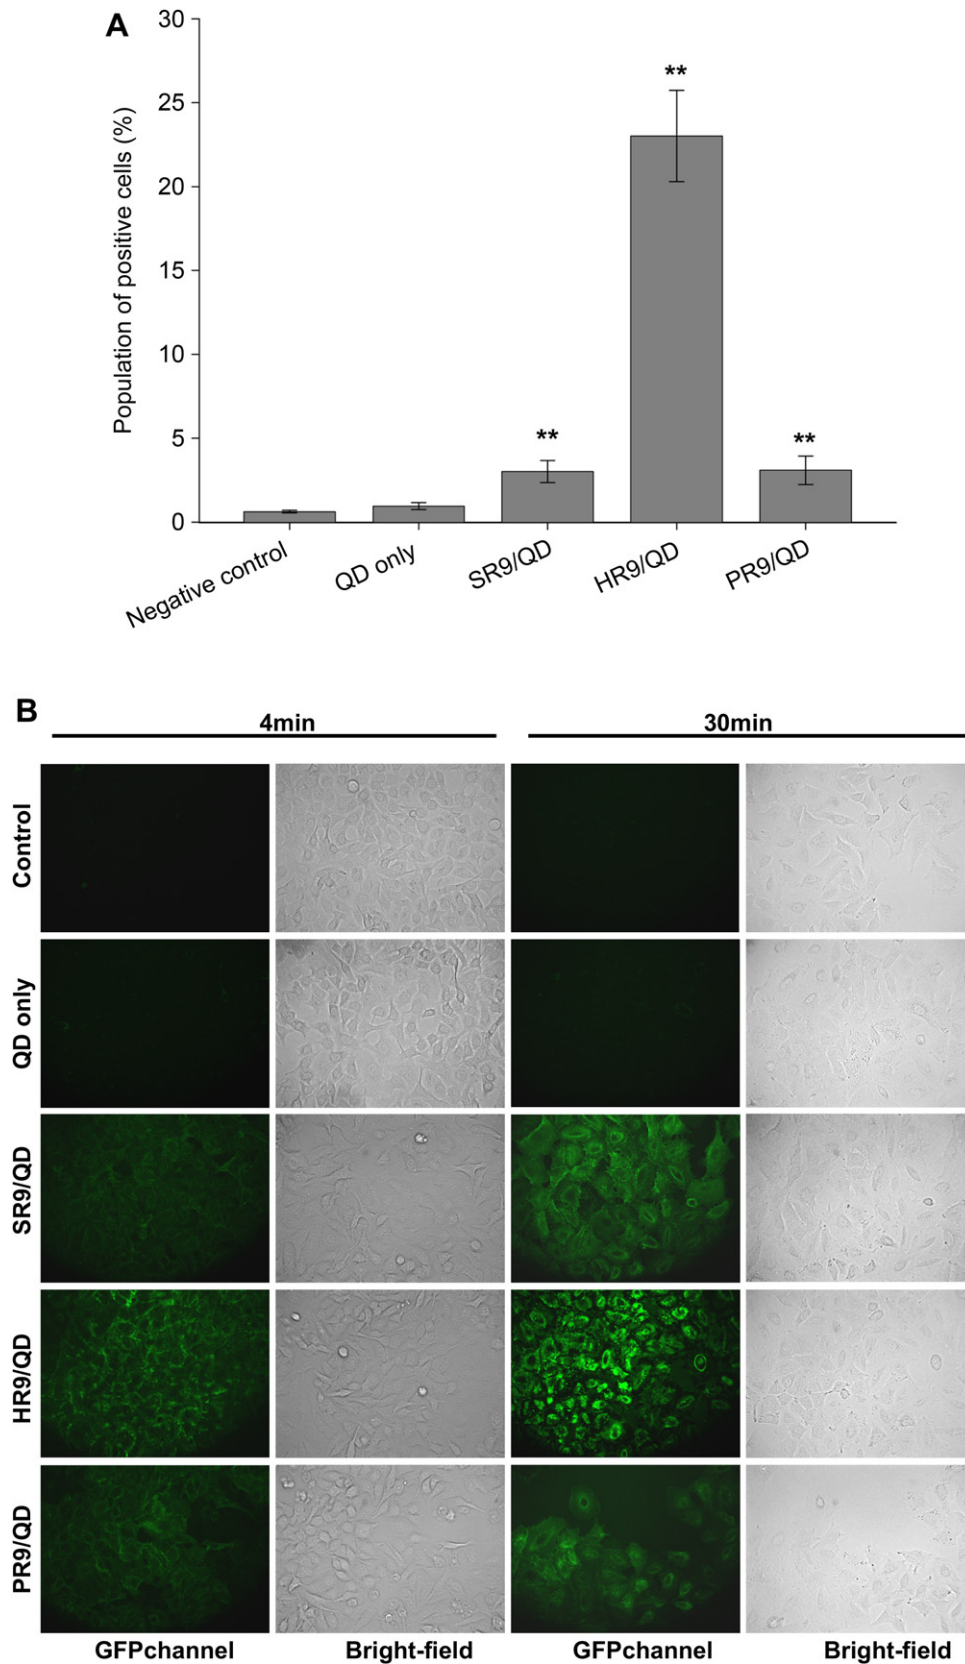 A
30
25
20
15
10
5
0
Population of positive cells (%)
**
**
**
Negative control
QD only
SR9/QD
HR9/QD
PR9/QD
B
4min
30min
Control
QD only
SR9/QD
HR9/QD
PR9/QD
GFPchannel
Bright-field
GFPchannel
Bright-field